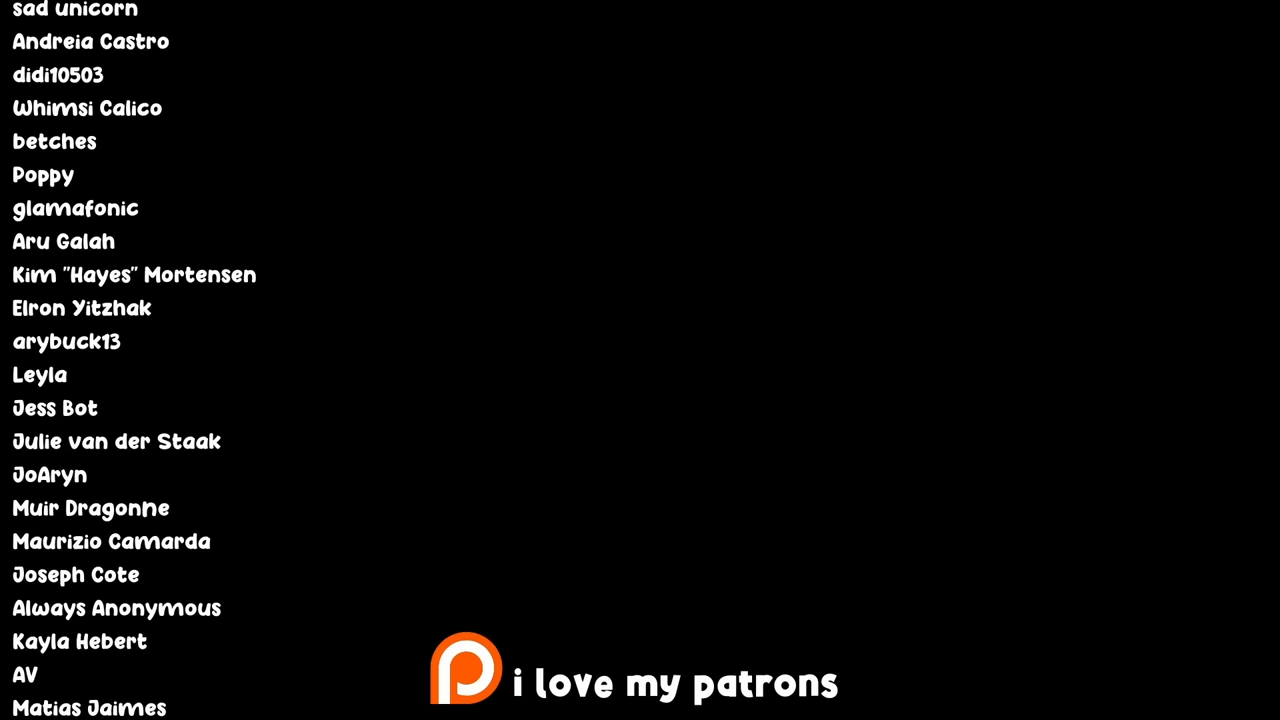 sad unicorn
Andreia Castro
didi10503
Whimsi Calico
betches
Poppy
glamafonic
Aru Galah
Kim "Hayes" Mortensen
Elron Yitzhak
arybuck13
Leyla
Jess Bot
Julie van der Staak
JoAryn
Muir Dragonne
Maurizio Camarda
Joseph Cote
Always Anonymous
Kayla Hebert
AV
Matias Jaimes
i love my patrons